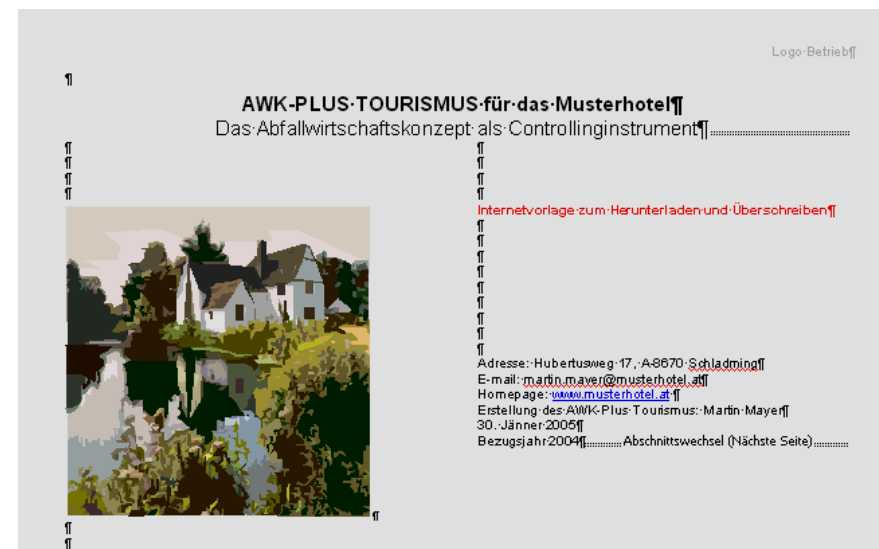 Logo·Betrieb¶
¶
AWK-PLUS·TOURISMUS·für·das·Musterhotel¶
Das·Abfallwirtschaftskonzept·als·Controllinginstrument¶
¶
¶
¶
¶
¶
¶
¶
¶
Internetvorlage·zum·Herunterladen·und·Überschreiben¶
¶
¶
¶
¶
¶
¶
¶
¶
¶
Adresse:·Hubertusweg·17,·A-8670·Schladming¶
E-mail:·martin.mayer@musterhotel.at¶
Homepage:·www.musterhotel.at·¶
Erstellung·des·AWK-Plus·Tourismus:·Martin·Mayer¶
30.·Jänner·2005¶
Bezugsjahr·2004¶ Abschnittswechsel (Nächste Seite)
¶
¶
¶